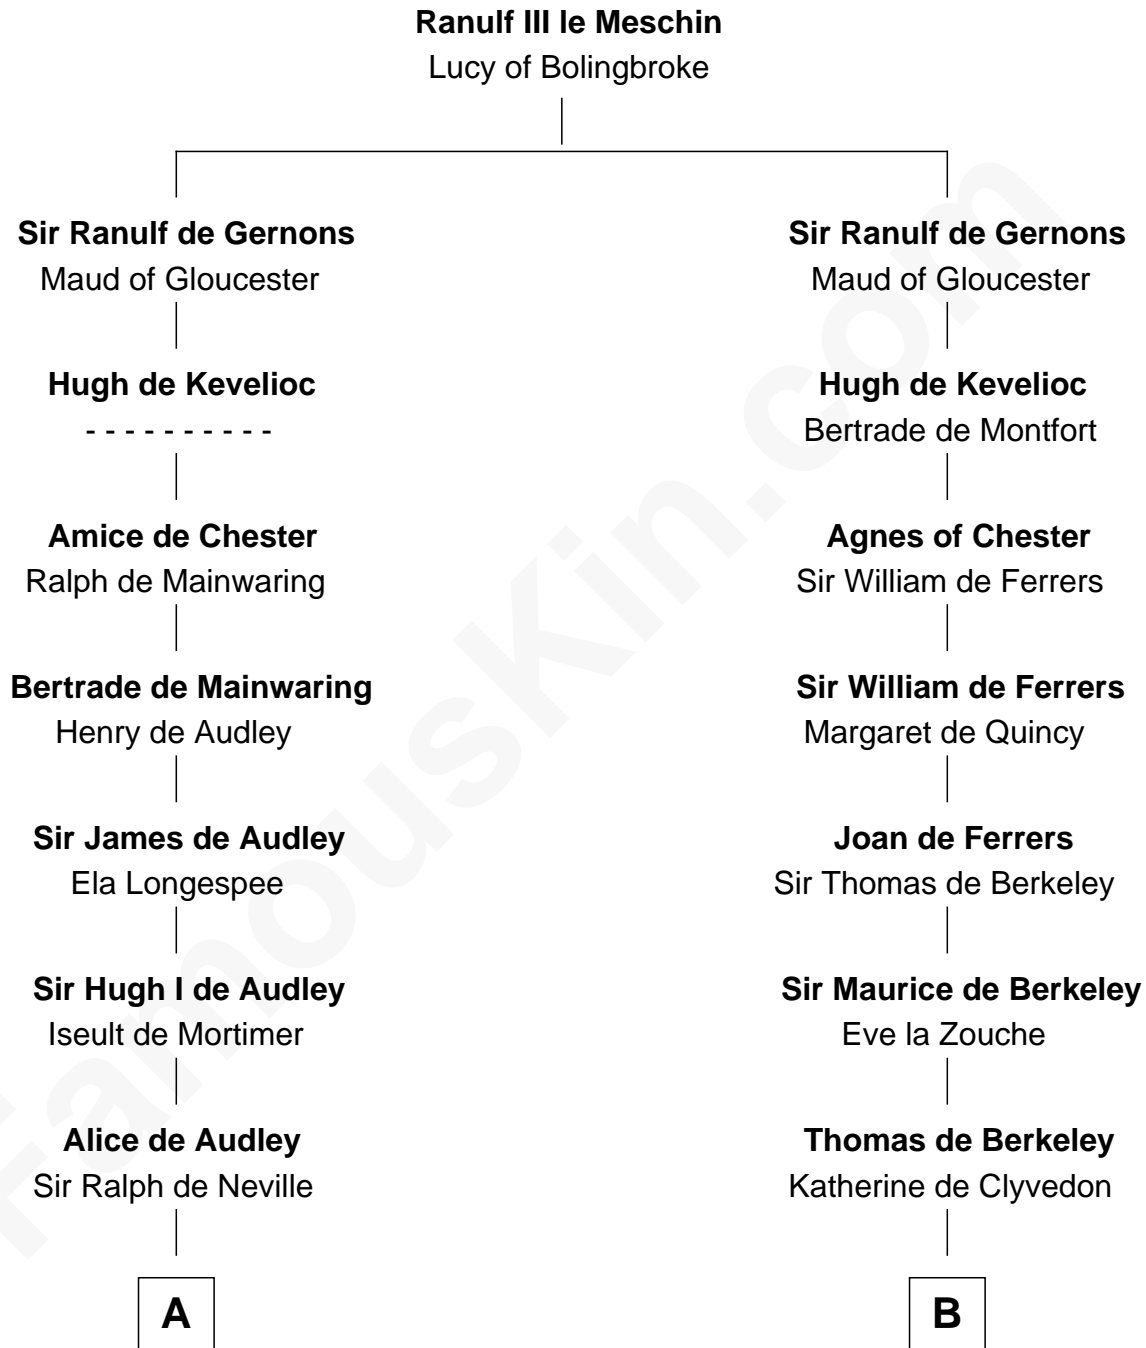 Ranulf III le Meschin
Lucy of Bolingbroke
Sir Ranulf de Gernons
Maud of Gloucester
Hugh de Kevelioc
- - - - - - - - - -
Amice de Chester
Ralph de Mainwaring
Bertrade de Mainwaring
Henry de Audley
Sir James de Audley
Ela Longespee
Sir Hugh I de Audley
Iseult de Mortimer
Alice de Audley
Sir Ralph de Neville
A
Sir Ranulf de Gernons
Maud of Gloucester
Hugh de Kevelioc
Bertrade de Montfort
Agnes of Chester
Sir William de Ferrers
Sir William de Ferrers
Margaret de Quincy
Joan de Ferrers
Sir Thomas de Berkeley
Sir Maurice de Berkeley
Eve la Zouche
Thomas de Berkeley
Katherine de Clyvedon
B
FamousKin.com